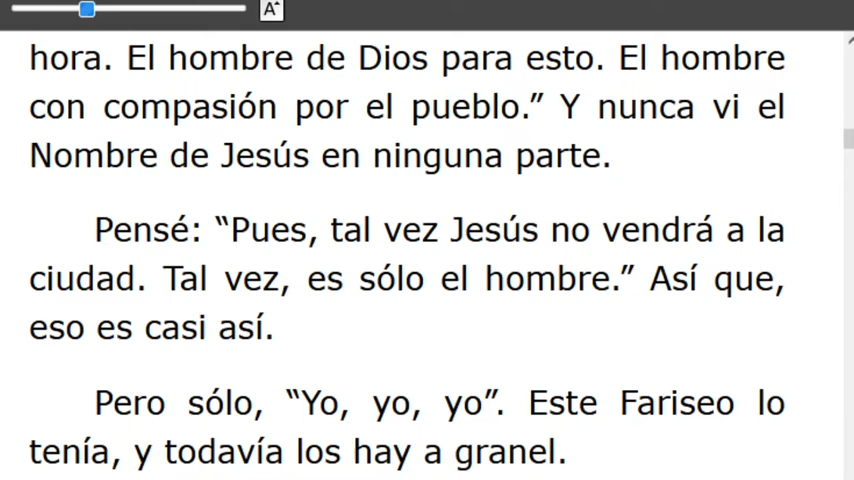 A
hora. El hombre de Dios para esto. El hombre
con compasión por el pueblo.” Y nunca vi el
Nombre de Jesús en ninguna parte.
Pensé: “Pues, tal vez Jesús no vendrá a la
ciudad. Tal vez, es sólo el hombre.” Así que,
eso es casi así.
Pero sólo, “Yo, yo, yo”. Este Fariseo lo
tenía, y todavía los hay a granel.